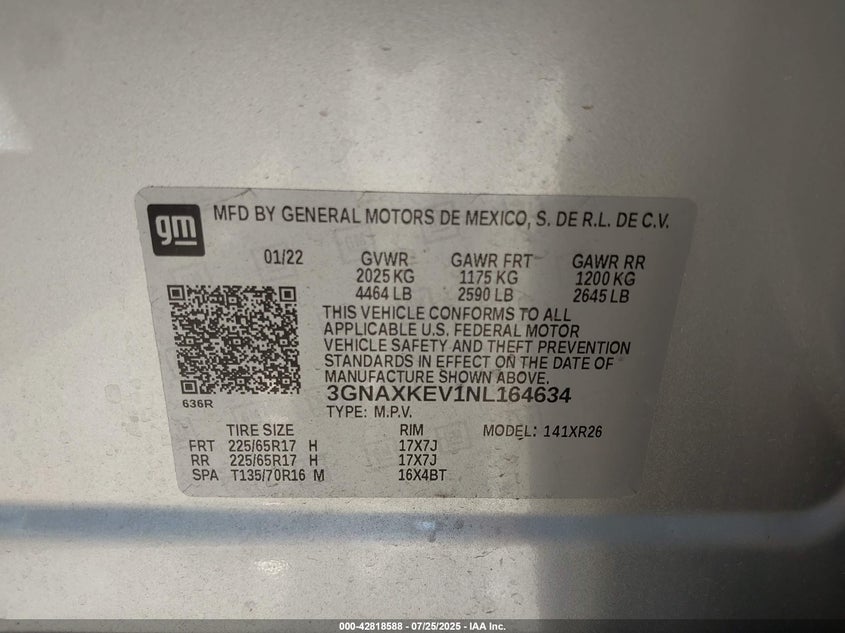 gm
MFD BY GENERAL MOTORS DE MEXICO, S. DE R.L. DE C.V.
01/22 GVWR GAWR FRT GAWR RR
2025 KG 1175 KG 1200 KG
4464 LB 2590 LB 2645 LB
THIS VEHICLE CONFORMS TO ALL
APPLICABLE U.S. FEDERAL MOTOR
VEHICLE SAFETY AND THEFT PREVENTION
STANDARDS IN EFFECT ON THE DATE OF
MANUFACTURE SHOWN ABOVE.
3GNAXKEV1NL164634
636R
TYPE: M.P.V.
TIRE SIZE RIM MODEL: 141XR26
FRT 225/65R17 H 17X7J
RR 225/65R17 H 17X7J
SPA T135/70R16 M 16X4BT
000-42818588 - 07/25/2025 - IAA Inc.